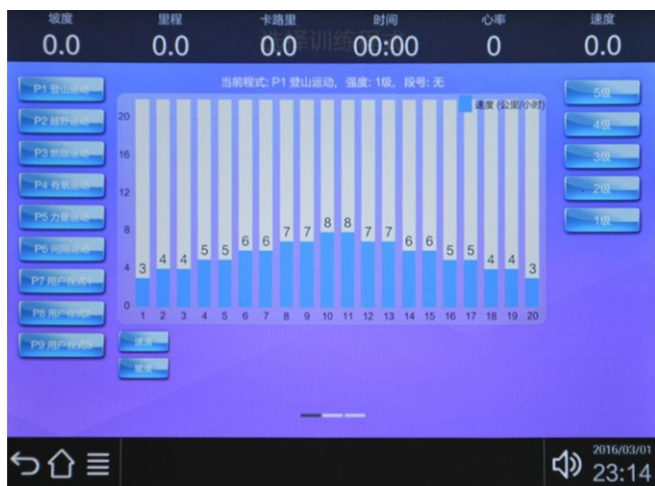 坡度 里程 卡路里 时间 心率 速度
0.0 0.0 0.0 00:00 0 0.0
选择训练程式
当前程式: P1 登山运动, 强度: 1级, 段号: 无
速度 (公里/小时)
P1 登山运动
P2 越野运动
P3 燃脂运动
P4 有氧运动
P5 力量运动
P6 间隔运动
P7 用户程式1
P8 用户程式2
P9 用户程式3
20
16
12
8
4
0
3 4 4 5 5 6 6 7 7 8 8 7 7 6 6 5 5 4 4 3
1 2 3 4 5 6 7 8 9 10 11 12 13 14 15 16 17 18 19 20
5级
4级
3级
2级
1级
速度
坡度
2016/03/01
23:14